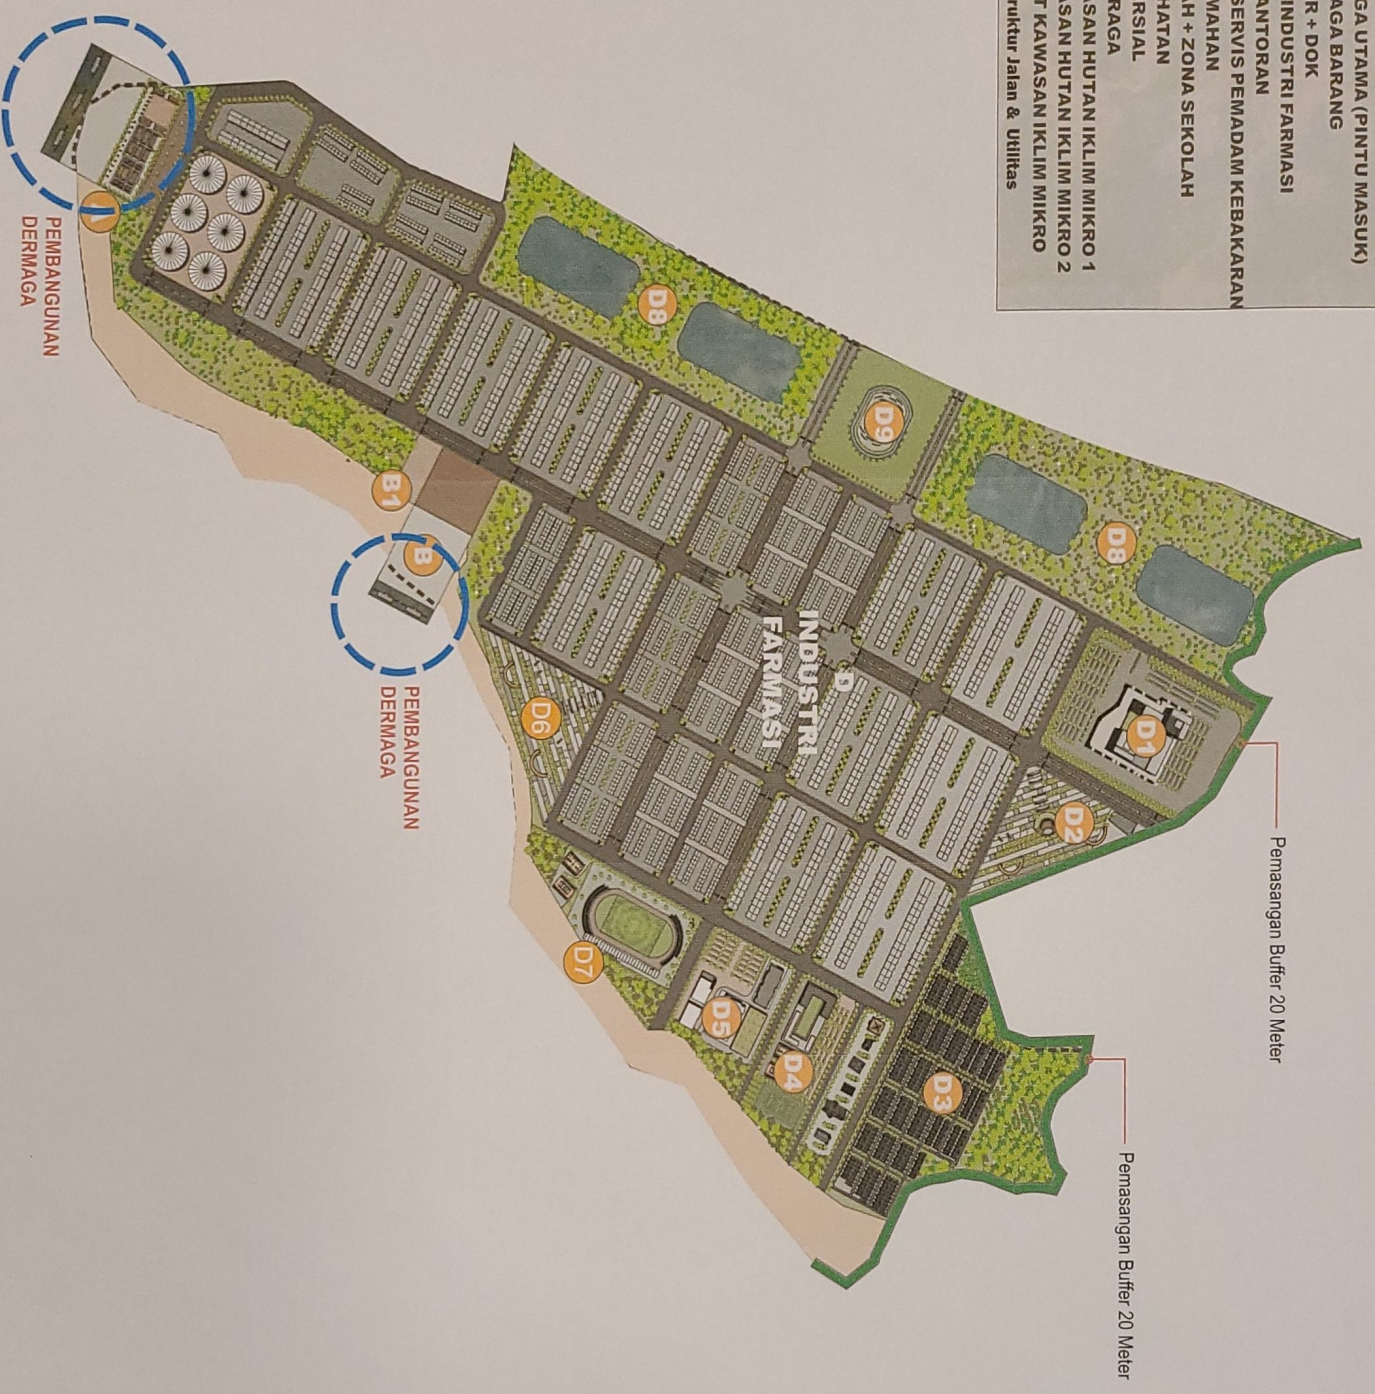 GA UTAMA (PINTU MASUK)
AGA BARANG
R + DOK
INDUSTRI FARMASI
ANTORAN
SERVIS PEMADAM KEBAKARAN
MAHAN
AH + ZONA SEKOLAH
HATAN
RSIAL
RAGA
ASAN HUTAN IKLIM MIKRO 1
ASAN HUTAN IKLIM MIKRO 2
T KAWASAN IKLIM MIKRO
ruktur Jalan & Utilitas
Pemasangan Buffer 20 Meter
Pemasangan Buffer 20 Meter
D8
D1
D2
D9
D3
D8
D
INDUSTRI
FARMASI
D4
D5
D7
D6
B
B1
A
PEMBANGUNAN
DERMAGA
PEMBANGUNAN
DERMAGA